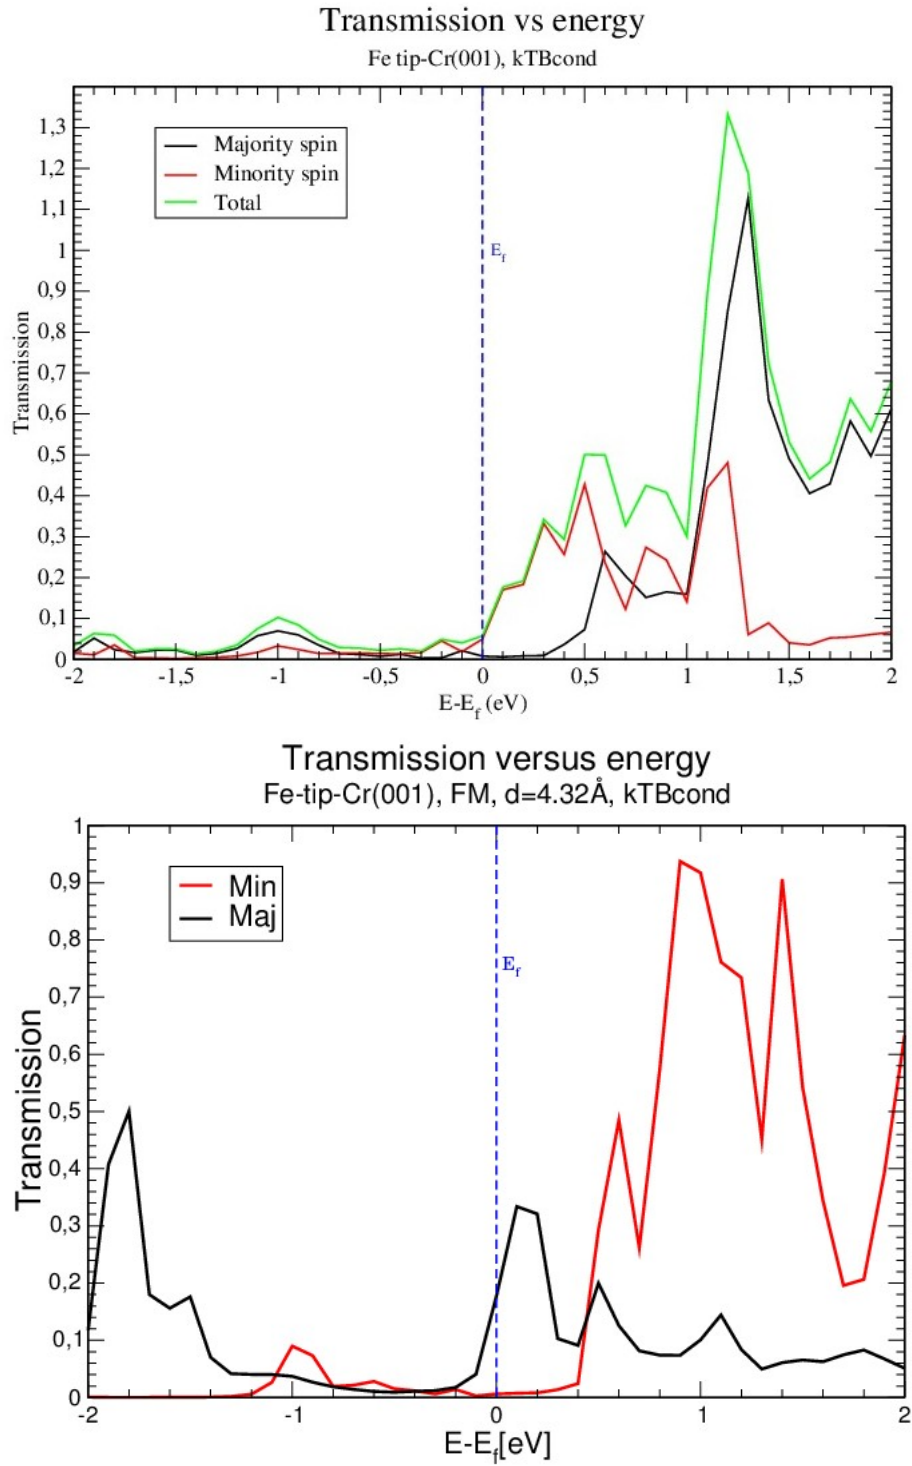 Transmission vs energy
Fe tip-Cr(001), kTBcond
1,3
1,2
1,1
1
0,9
0,8
0,7
0,6
0,5
0,4
0,3
0,2
0,1
0
Transmission
Majority spin
Minority spin
Total
Ef
-2 -1,5 -1 -0,5 0 0,5 1 1,5 2
E-Ef (eV)
Transmission versus energy
Fe-tip-Cr(001), FM, d=4.32Å, kTBcond
1
0,9
0,8
0,7
0,6
0,5
0,4
0,3
0,2
0,1
0
Transmission
Min
Maj
Ef
-2 -1 0 1 2
E-Ef[eV]